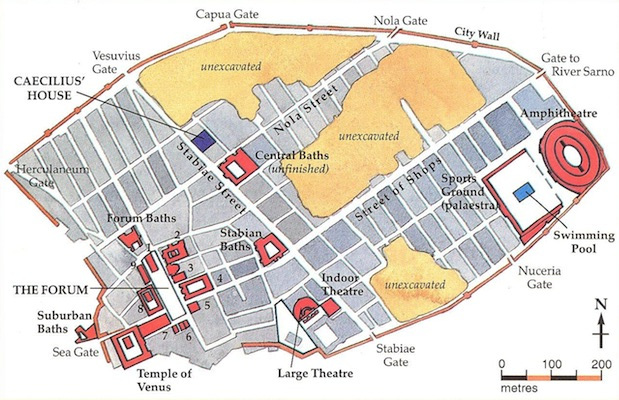 Capua Gate
Nola Gate
City Wall
Vesuvius
Gate
Gate to
River Sarno
unexcavated
CAECILIUS'
HOUSE
Nola Street
Amphitheatre
unexcavated
Stabiae Street
Central Baths
(unfinished)
Herculaneum
Gate
Street of Shops
Sports
Ground
(palaestra)
Forum Baths
Swimming
Pool
Stabian
Baths
1
2
3
4
5
6
7
8
9
Nuceria
Gate
Indoor
Theatre
unexcavated
THE FORUM
N
Suburban
Baths
Sea Gate
Stabiae
Gate
Temple of
Venus
Large Theatre
0 100 200
metres